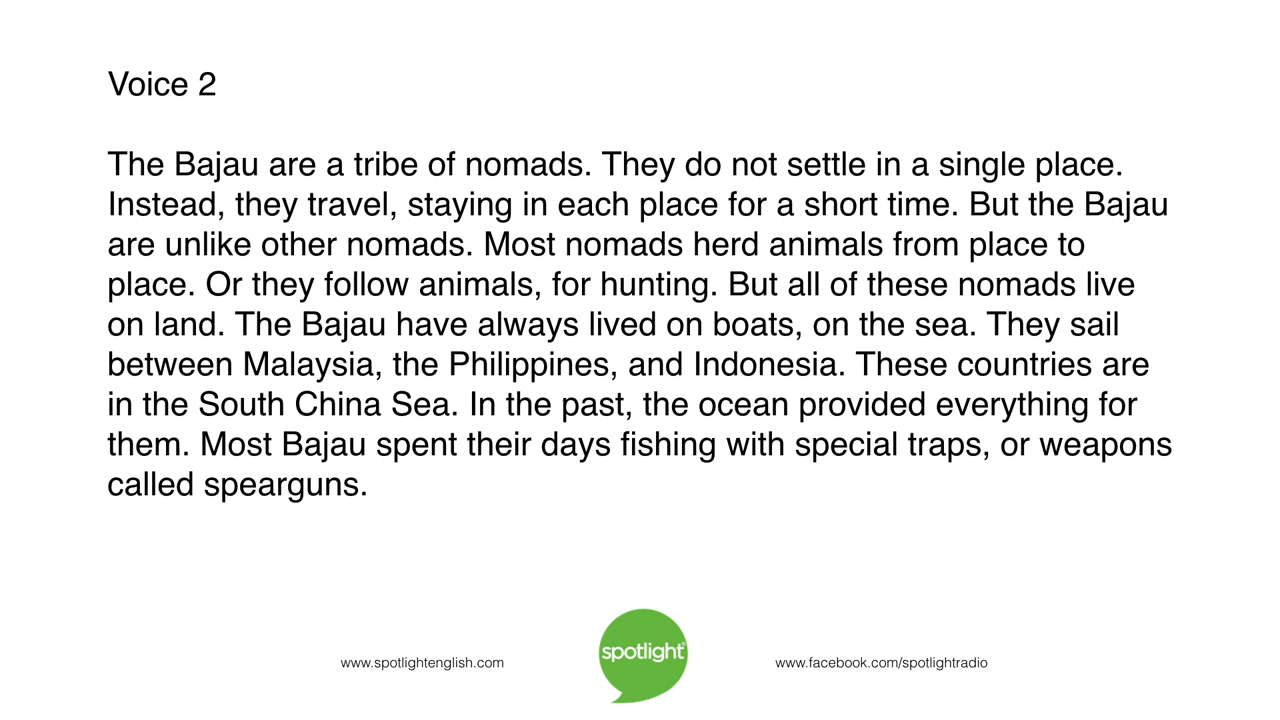 Voice 2
The Bajau are a tribe of nomads. They do not settle in a single place.
Instead, they travel, staying in each place for a short time. But the Bajau
are unlike other nomads. Most nomads herd animals from place to
place. Or they follow animals, for hunting. But all of these nomads live
on land. The Bajau have always lived on boats, on the sea. They sail
between Malaysia, the Philippines, and Indonesia. These countries are
in the South China Sea. In the past, the ocean provided everything for
them. Most Bajau spent their days fishing with special traps, or weapons
called spearguns.
www.spotlightenglish.com
spotlight®
www.facebook.com/spotlightradio